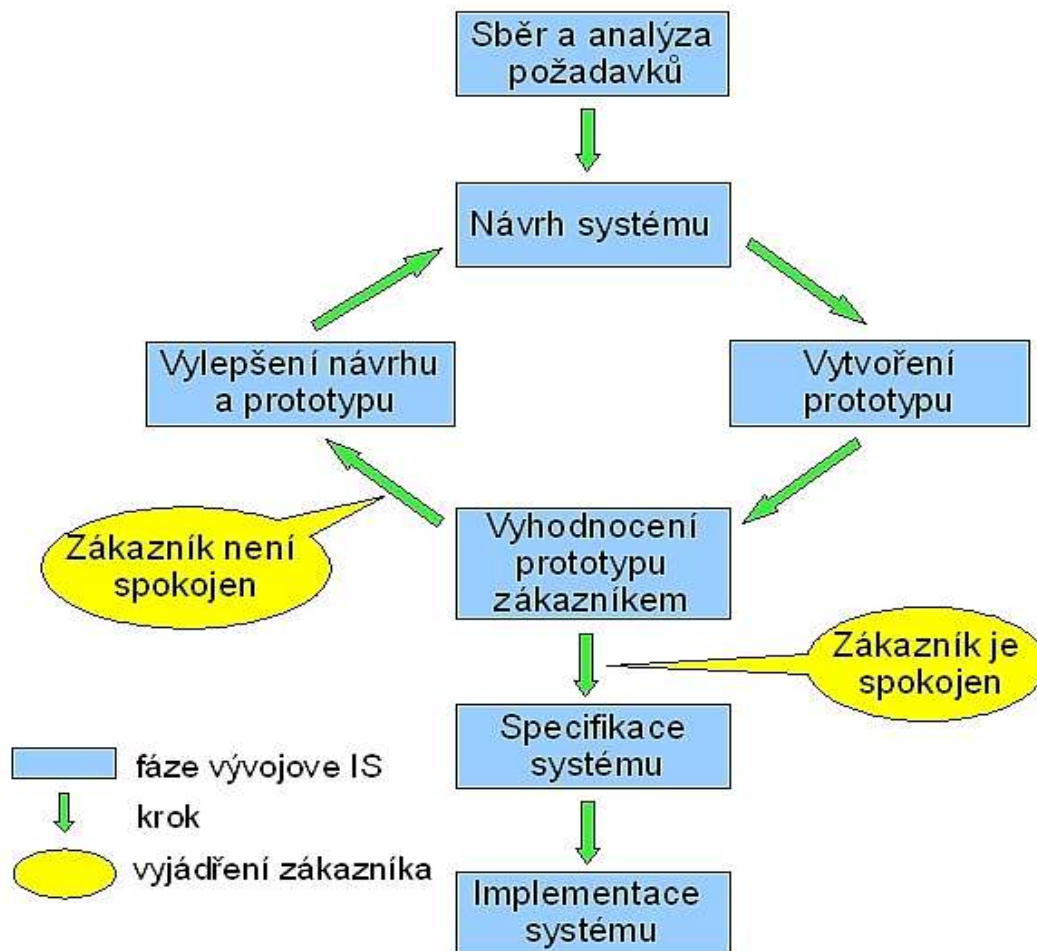 Sběr a analýza
požadavků
Návrh systému
Vylepšení návrhu
a prototypu
Vytvoření
prototypu
Zákazník není
spokojen
Vyhodnocení
prototypu
zákazníkem
Zákazník je
spokojen
Specifikace
systému
fáze vývojove IS
krok
vyjádření zákazníka
Implementace
systému